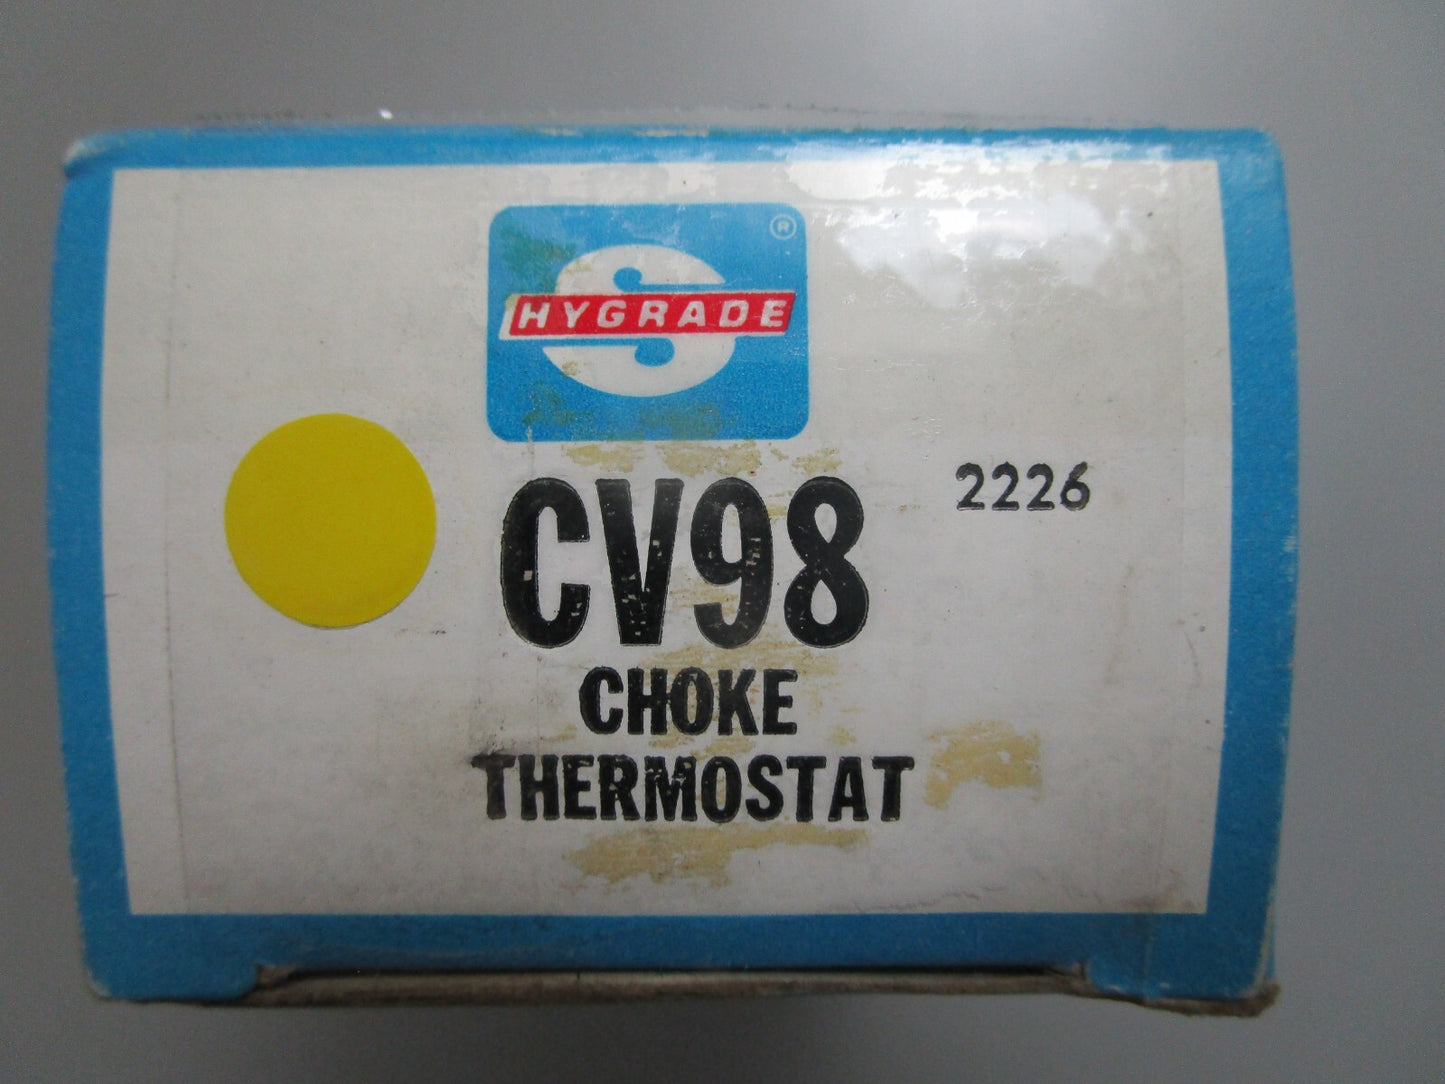 S
HYGRADE
®
CV98
2226
CHOKE
THERMOSTAT